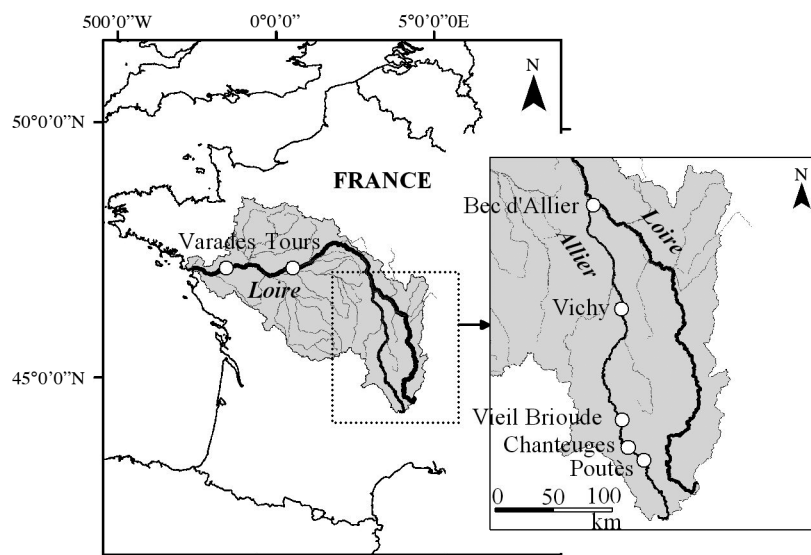 500'0''W 0°0'0'' 5°0'0''E
N
50°0'0''N
FRANCE
N
Bec d'Allier
Loire
Allier
Varades Tours
Loire
Vichy
45°0'0''N
Vieil Brioude
Chanteuges
Poutès
0 50 100
km